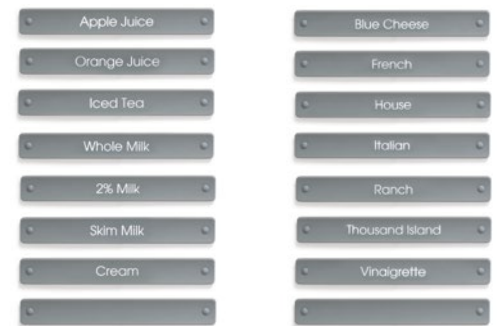 Apple Juice
Orange Juice
Iced Tea
Whole Milk
2% Milk
Skim Milk
Cream
Blue Cheese
French
House
Italian
Ranch
Thousand Island
Vinaigrette